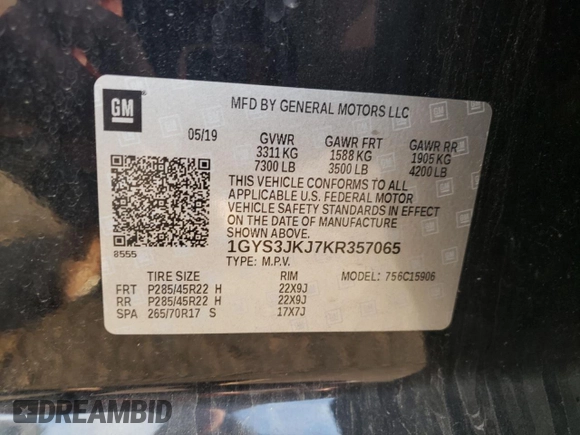 GM
MFD BY GENERAL MOTORS LLC
05/19 GVWR GAWR FRT GAWR RR
3311 KG 1588 KG 1905 KG
7300 LB 3500 LB 4200 LB
THIS VEHICLE CONFORMS TO ALL
APPLICABLE U.S. FEDERAL MOTOR
VEHICLE SAFETY STANDARDS IN EFFECT
ON THE DATE OF MANUFACTURE
SHOWN ABOVE.
8555
1GYS3JKJ7KR357065
TYPE: M.P.V. 756C15906
TIRE SIZE RIM
FRT P285/45R22 H 22X9J
RR P285/45R22 H 22X9J
SPA 265/70R17 S 17X7J
DREAMBID